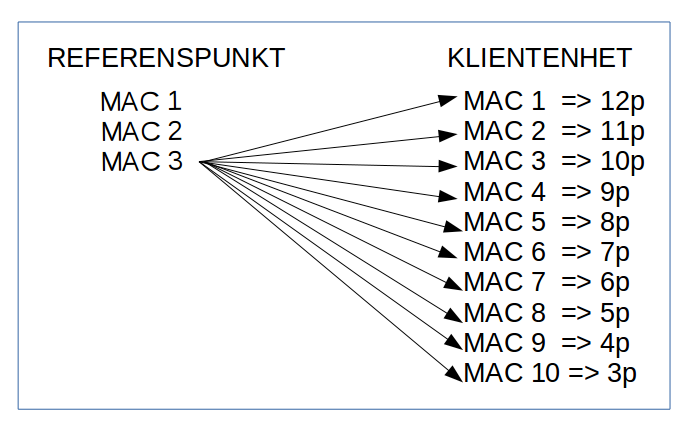 REFERENSPUNKT
MAC 1
MAC 2
MAC 3
KLIENTENHET
MAC 1 => 12p
MAC 2 => 11p
MAC 3 => 10p
MAC 4 => 9p
MAC 5 => 8p
MAC 6 => 7p
MAC 7 => 6p
MAC 8 => 5p
MAC 9 => 4p
MAC 10 => 3p